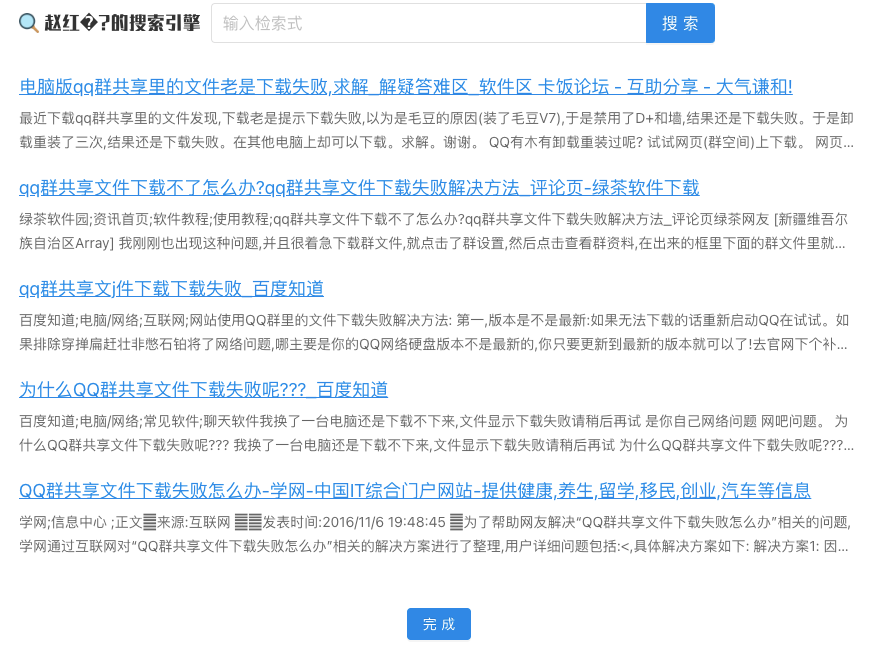 赵红�?的搜索引擎 输入检索式 搜 索
电脑版qq群共享里的文件老是下载失败,求解_解疑答难区_软件区 卡饭论坛 - 互助分享 - 大气谦和!
最近下载qq群共享里的文件发现,下载老是提示下载失败,以为是毛豆的原因(装了毛豆V7),于是禁用了D+和墙,结果还是下载失败。于是卸
载重装了三次,结果还是下载失败。在其他电脑上却可以下载。求解。谢谢。 QQ有木有卸载重装过呢? 试试网页(群空间)上下载。 网页...
qq群共享文件下载不了怎么办?qq群共享文件下载失败解决方法_评论页-绿茶软件下载
绿茶软件园;资讯首页;软件教程;使用教程;qq群共享文件下载不了怎么办?qq群共享文件下载失败解决方法_评论页绿茶网友 [新疆维吾尔
族自治区Array] 我刚刚也出现这种问题,并且很着急下载群文件,就点击了群设置,然后点击查看群资料,在出来的框里下面的群文件里就...
qq群共享文j件下载下载失败_百度知道
百度知道;电脑/网络;互联网;网站使用QQ群里的文件下载失败解决方法: 第一,版本是不是最新:如果无法下载的话重新启动QQ在试试。如
果排除穿掸扁赶壮非憋石铂将了网络问题,哪主要是你的QQ网络硬盘版本不是最新的,你只要更新到最新的版本就可以了!去官网下个补...
为什么QQ群共享文件下载失败呢???_百度知道
百度知道;电脑/网络;常见软件;聊天软件我换了一台电脑还是下载不下来,文件显示下载失败请稍后再试 是你自己网络问题 网吧问题。 为
什么QQ群共享文件下载失败呢??? 我换了一台电脑还是下载不下来,文件显示下载失败请稍后再试 为什么QQ群共享文件下载失败呢???...
QQ群共享文件下载失败怎么办-学网-中国IT综合门户网站-提供健康,养生,留学,移民,创业,汽车等信息
学网;信息中心 ;正文▒来源:互联网 ▒▒发表时间:2016/11/6 19:48:45 ▒为了帮助网友解决“QQ群共享文件下载失败怎么办”相关的问题,
学网通过互联网对“QQ群共享文件下载失败怎么办”相关的解决方案进行了整理,用户详细问题包括:<,具体解决方案如下: 解决方案1: 因...
完 成